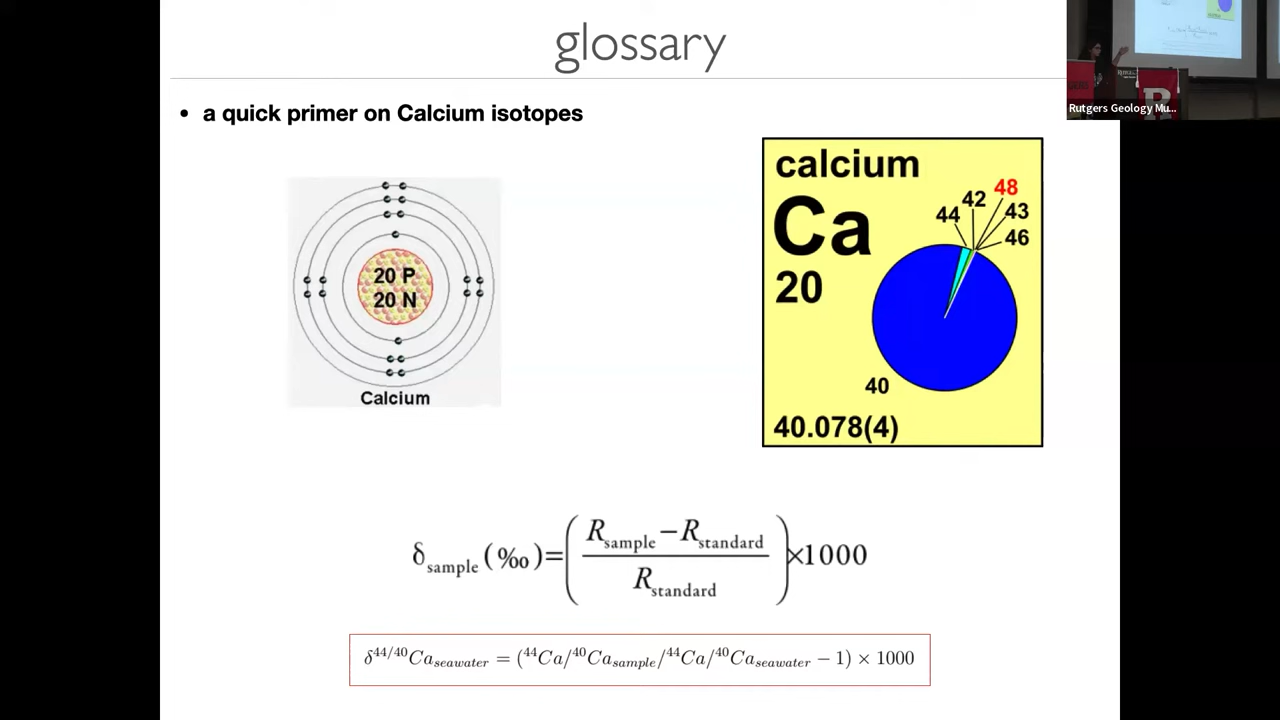 glossary
• a quick primer on Calcium isotopes
20 P
20 N
Calcium
calcium
Ca
20
44 42 48 43 46
40
40.078(4)
δsample(‰)=(Rsample−Rstandard/Rstandard)×1000
δ44/40Caseawater = (44Ca/40Casample/44Ca/40Caseawater − 1) × 1000
Rutgers Geology Mu...